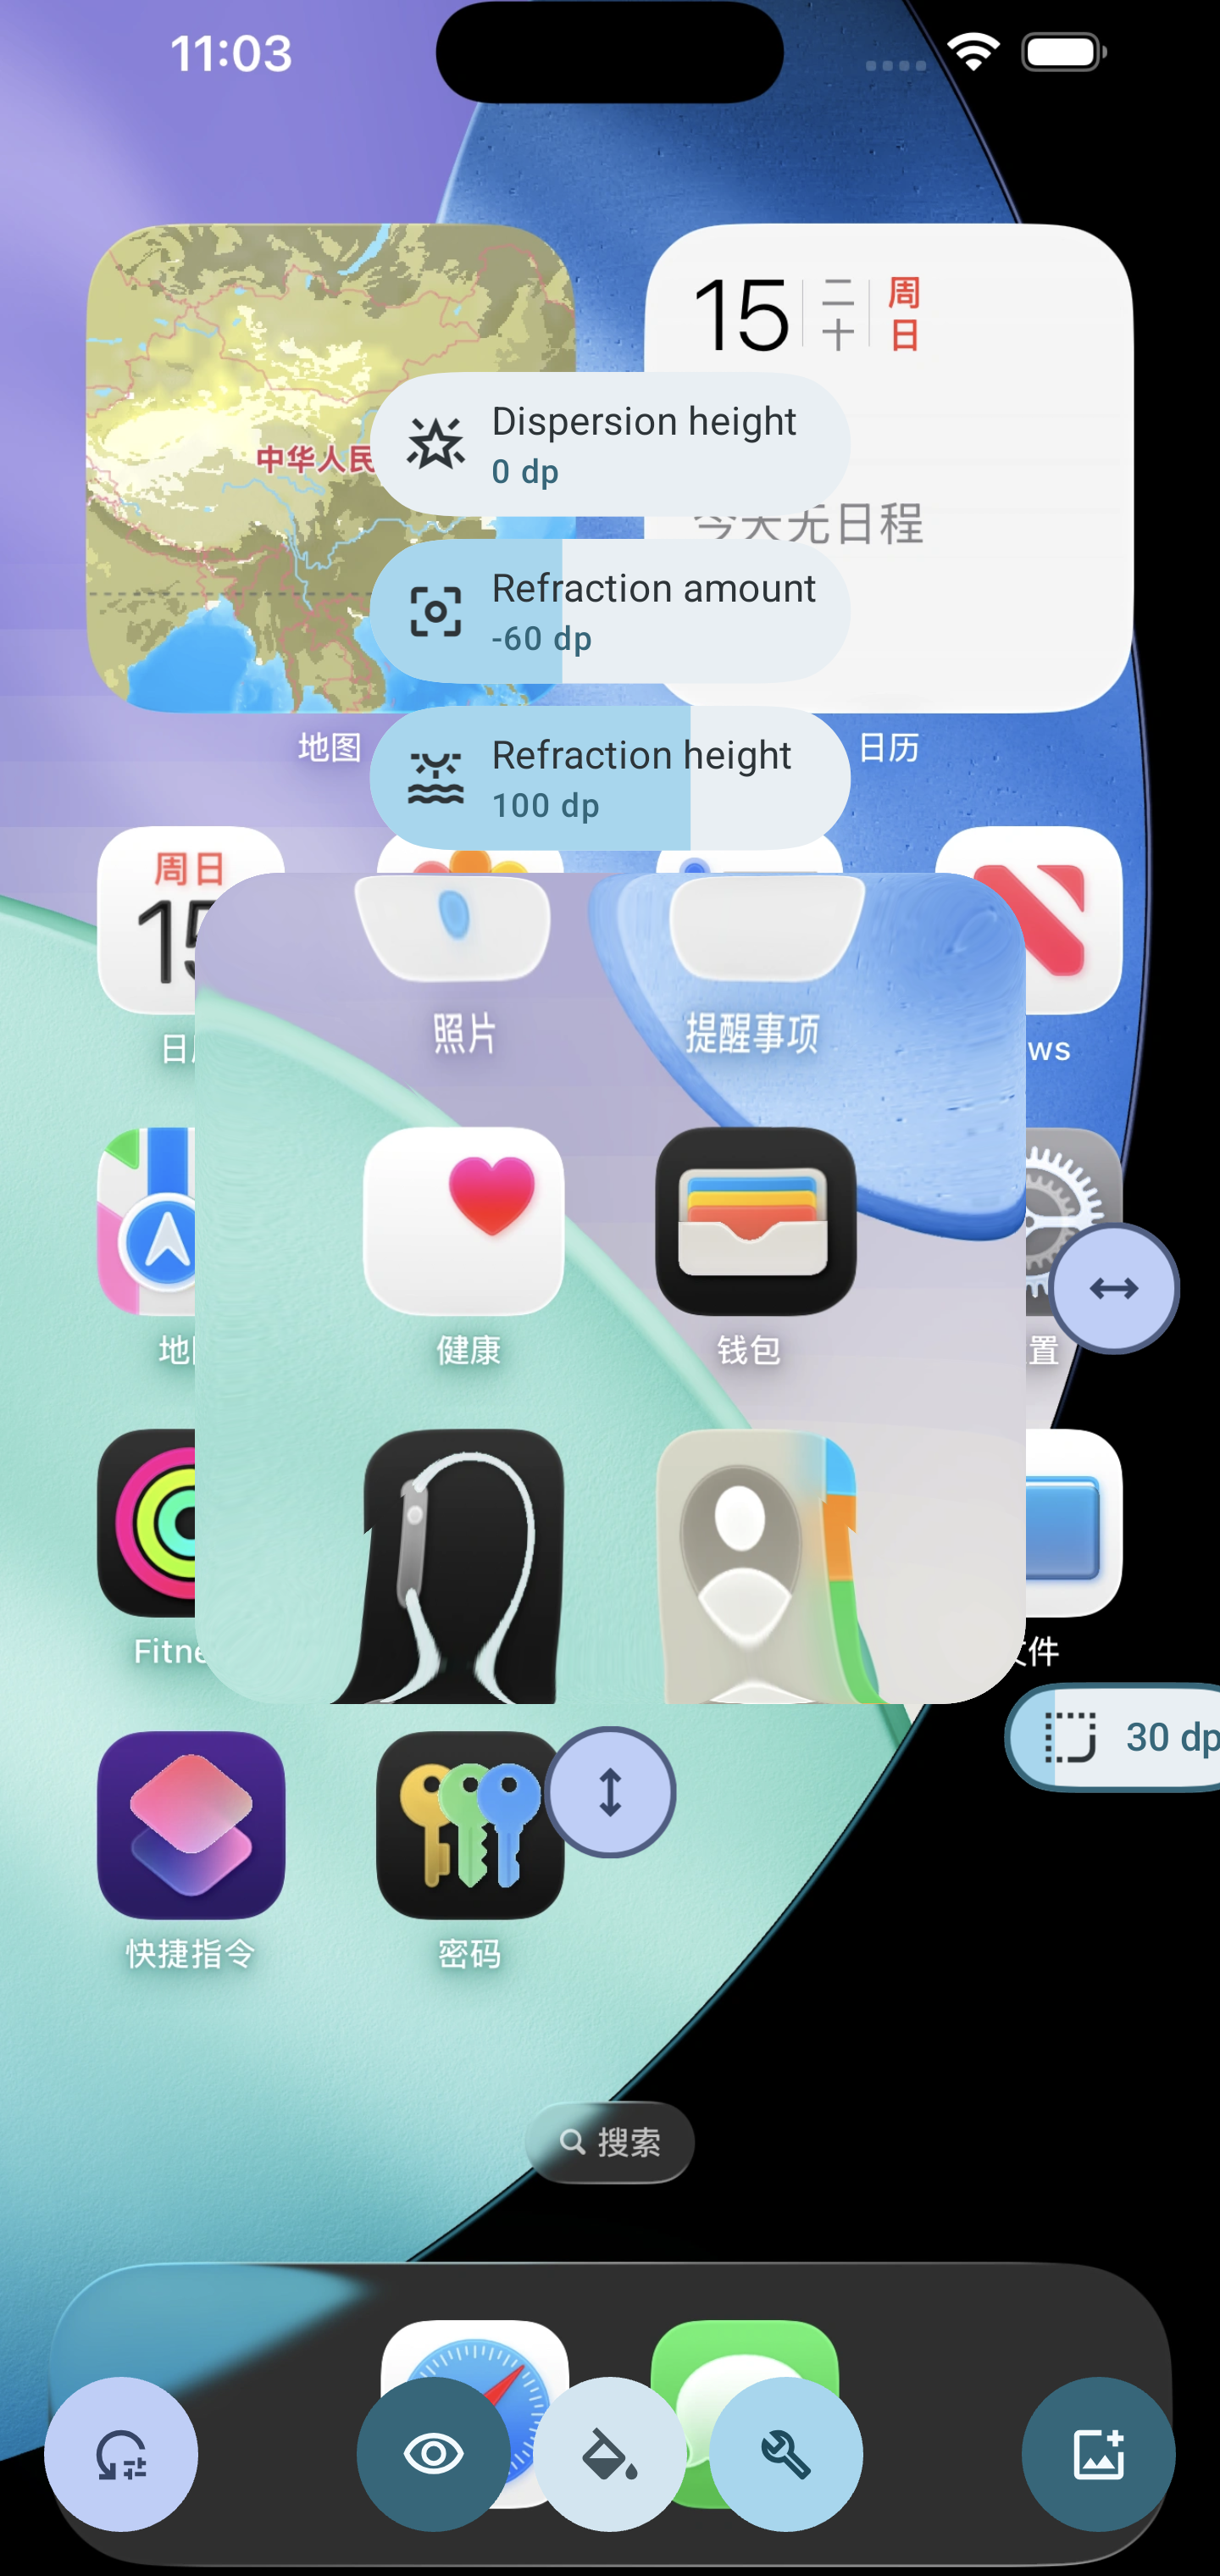 11:03
15
二十
周日
中华人民
Dispersion height
0 dp
今天无日程
Refraction amount
-60 dp
地图
日历
Refraction height
100 dp
周日
15
日历
照片
提醒事项
ws
地图
健康
钱包
置
Fitne
文件
30 dp
快捷指令
密码
搜索